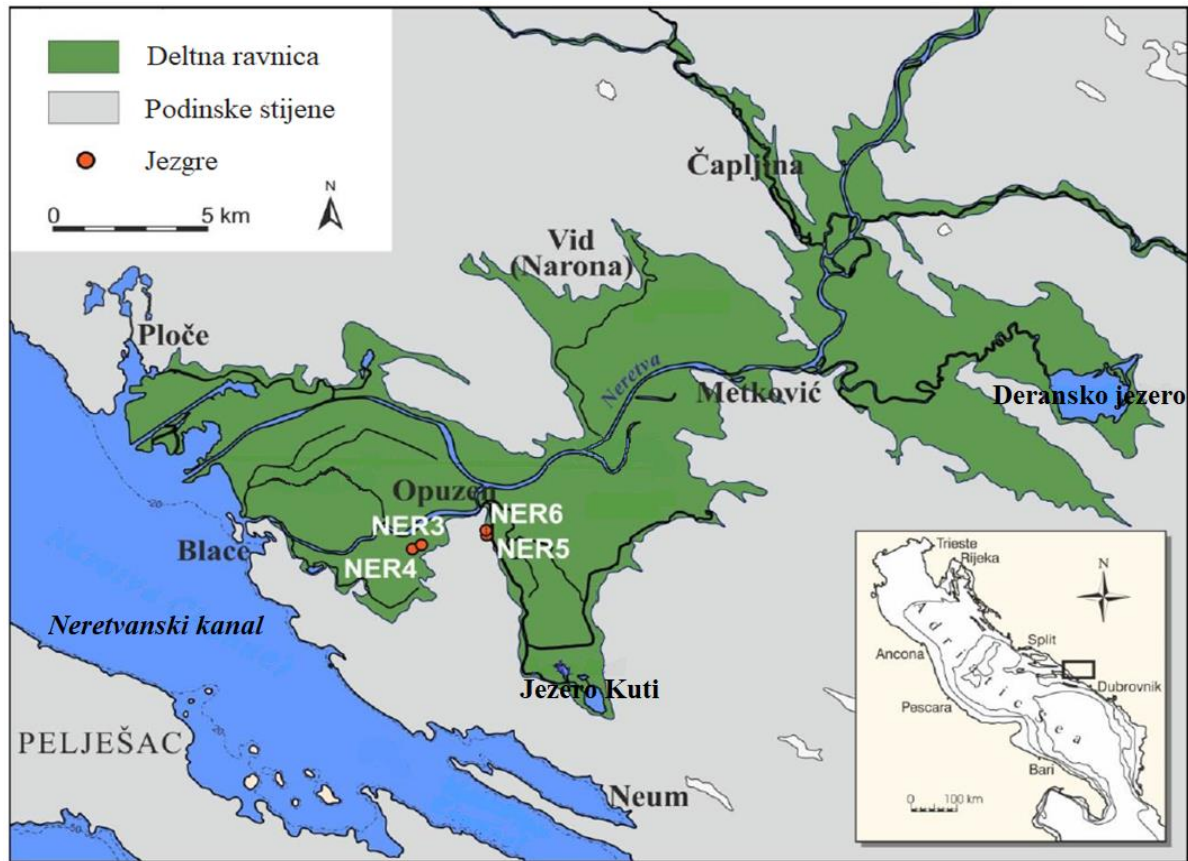 Deltna ravnica
Podinske stijene
Jezgre
N
0 5 km
Čapljina
Vid
(Narona)
Ploče
Neretva
Metković
Deransko jezero
Opuzen
NER6
NER3
NER5
NER4
Blace
Neretvanski kanal
Jezero Kuti
PELJEŠAC
Neum
Trieste
Rijeka
N
Ancona
Split
Adriatic sea
Dubrovnik
Pescara
Bari
0 100 km